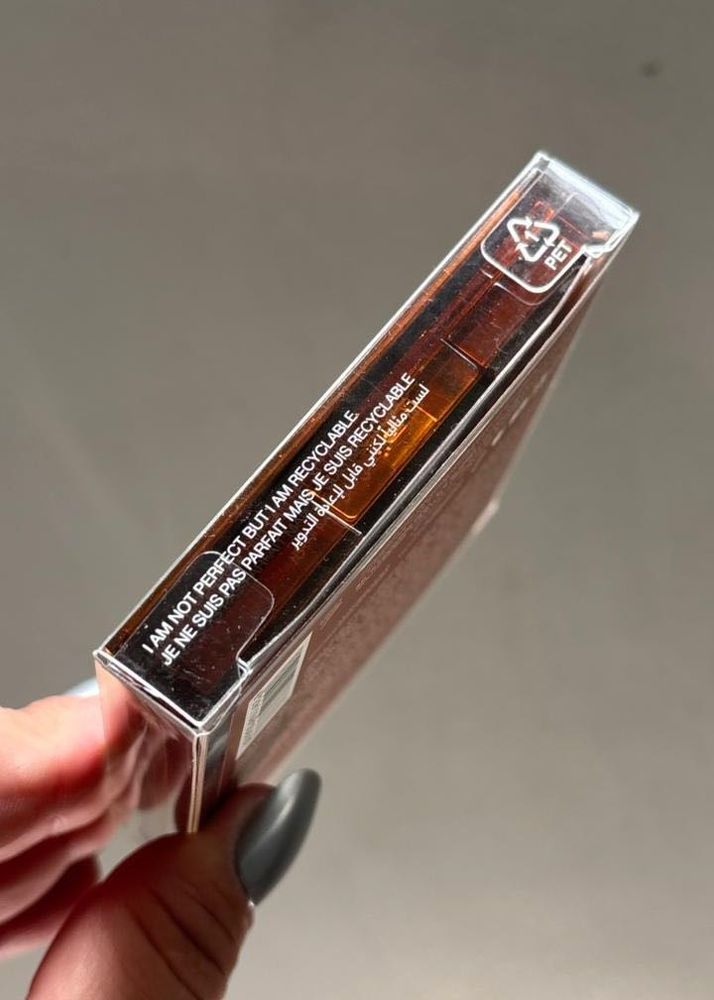 1
PET
I AM NOT PERFECT BUT I AM RECYCLABLE.
JE NE SUIS PAS PARFAIT MAIS JE SUIS RECYCLABLE
لست مثالياً لكنني قابل لإعادة التدوير